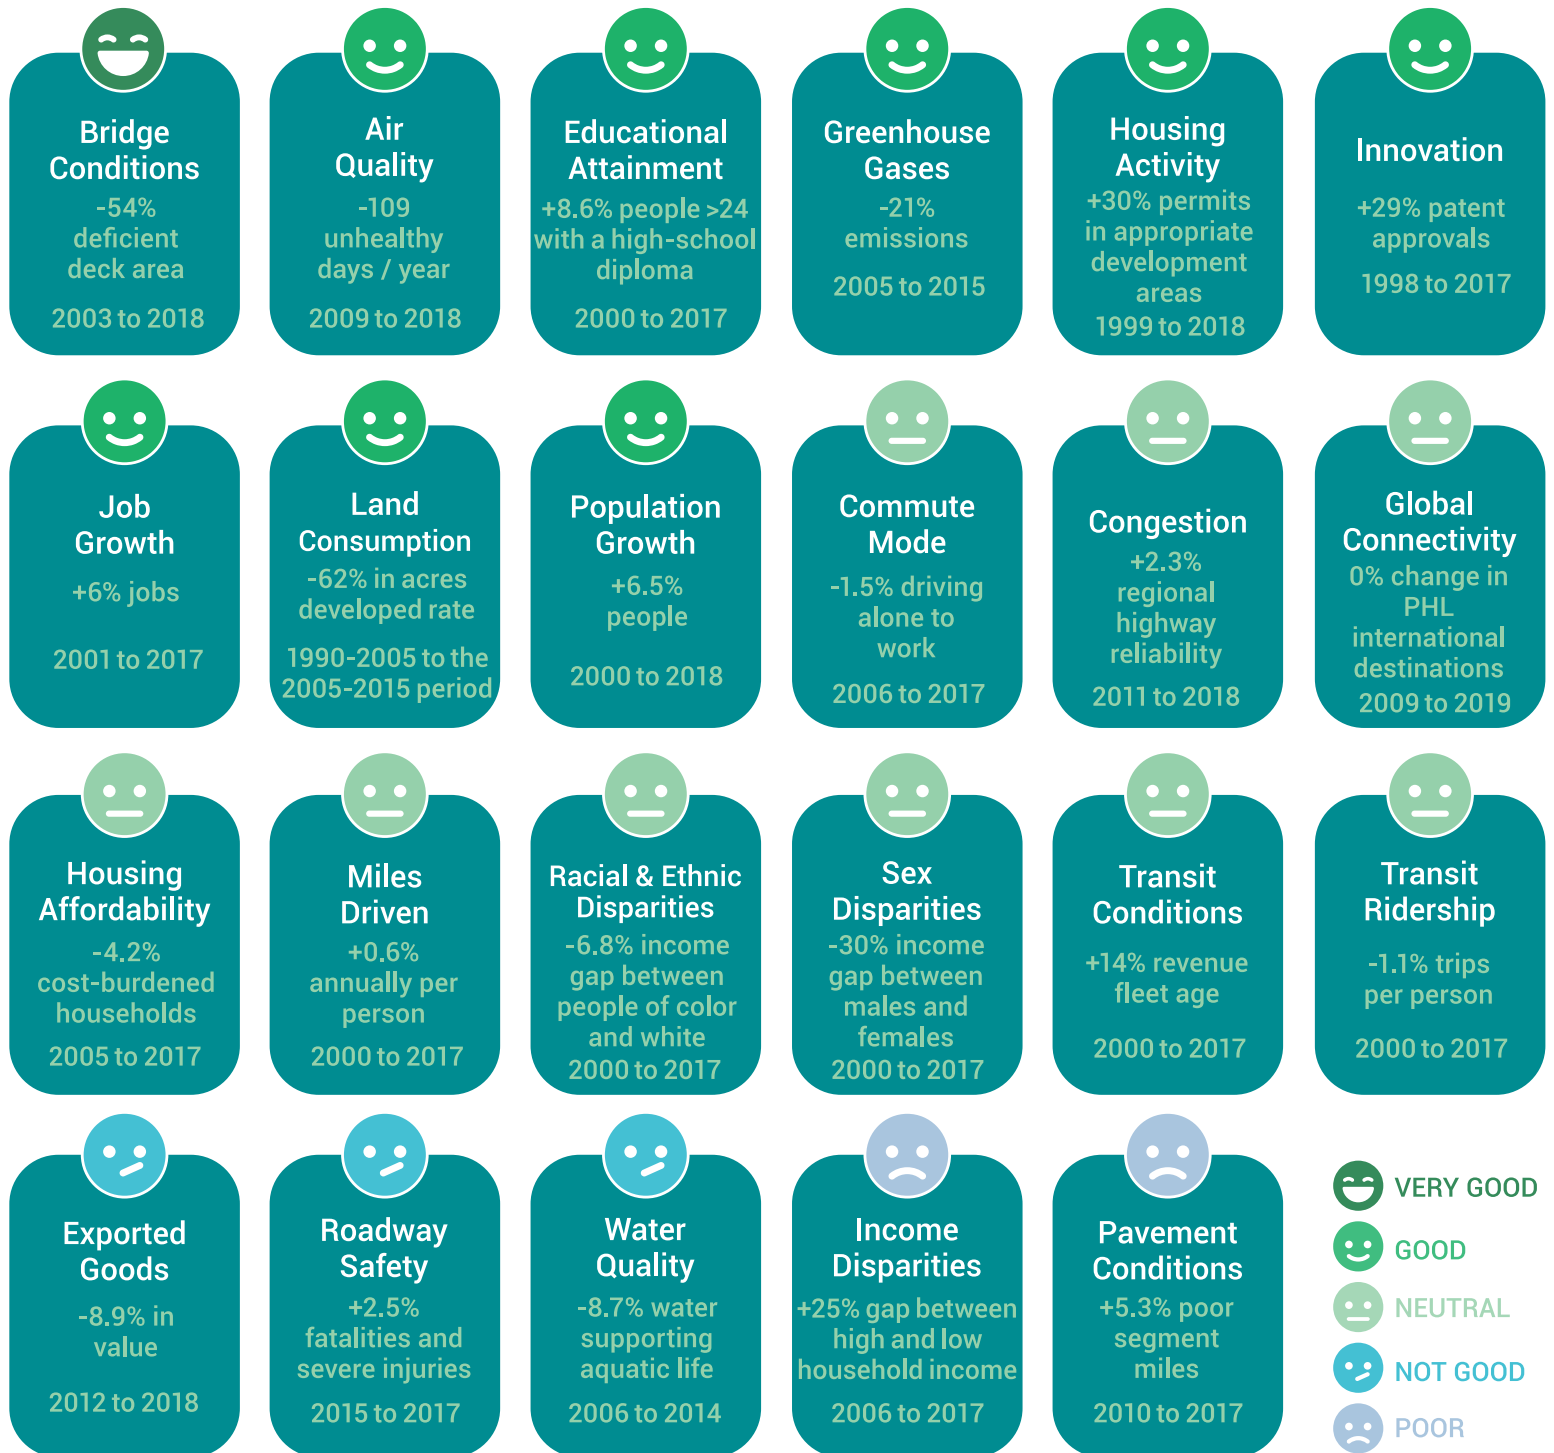 Bridge
Conditions
-54%
deficient
deck area
2003 to 2018
Air
Quality
-109
unhealthy
days / year
2009 to 2018
Educational
Attainment
+8.6% people >24
with a high-school
diploma
2000 to 2017
Greenhouse
Gases
-21%
emissions
2005 to 2015
Housing
Activity
+30% permits
in appropriate
development
areas
1999 to 2018
Innovation
+29% patent
approvals
1998 to 2017
Job
Growth
+6% jobs
2001 to 2017
Land
Consumption
-62% in acres
developed rate
1990-2005 to the
2005-2015 period
Population
Growth
+6.5%
people
2000 to 2018
Commute
Mode
-1.5% driving
alone to
work
2006 to 2017
Congestion
+2.3%
regional
highway
reliability
2011 to 2018
Global
Connectivity
0% change in
PHL
international
destinations
2009 to 2019
Housing
Affordability
-4.2%
cost-burdened
households
2005 to 2017
Miles
Driven
+0.6%
annually per
person
2000 to 2017
Racial & Ethnic
Disparities
-6.8% income
gap between
people of color
and white
2000 to 2017
Sex
Disparities
-30% income
gap between
males and
females
2000 to 2017
Transit
Conditions
+14% revenue
fleet age
2000 to 2017
Transit
Ridership
-1.1% trips
per person
2000 to 2017
Exported
Goods
-8.9% in
value
2012 to 2018
Roadway
Safety
+2.5%
fatalities and
severe injuries
2015 to 2017
Water
Quality
-8.7% water
supporting
aquatic life
2006 to 2014
Income
Disparities
+25% gap between
high and low
household income
2006 to 2017
Pavement
Conditions
+5.3% poor
segment
miles
2010 to 2017
VERY GOOD
GOOD
NEUTRAL
NOT GOOD
POOR